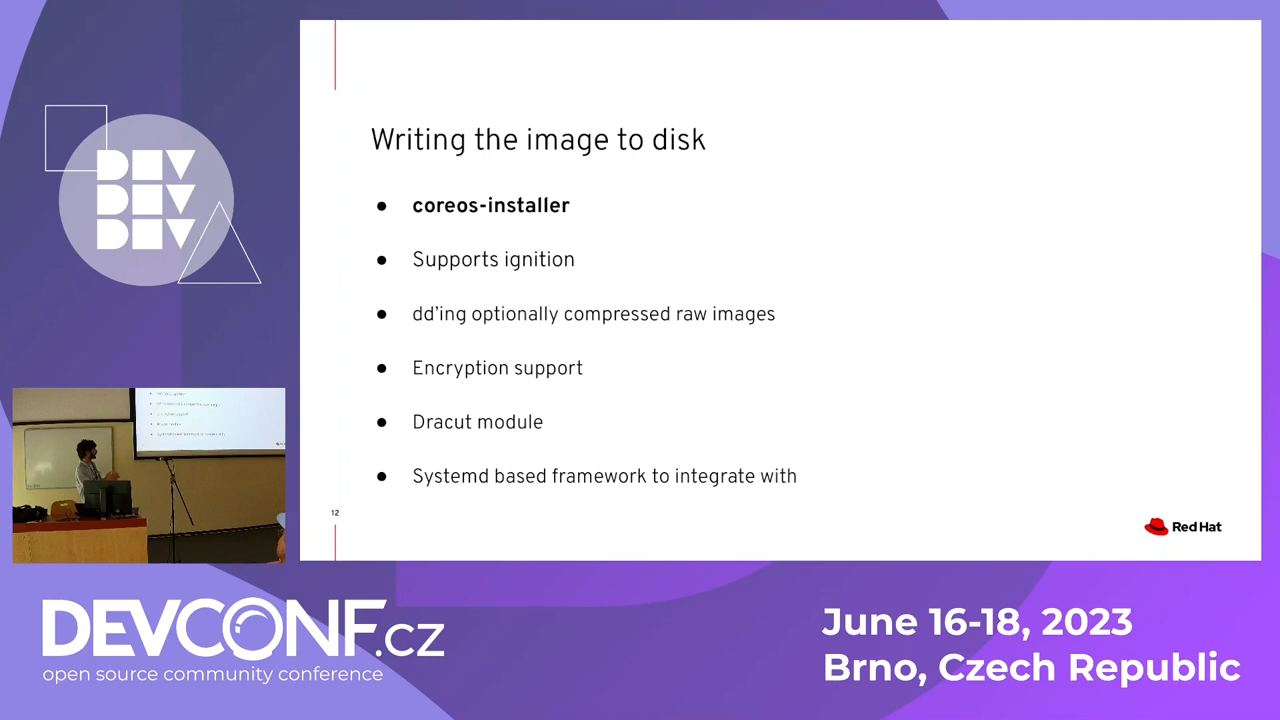 DEV
DEV
DEV
Writing the image to disk
● coreos-installer
● Supports ignition
● dd'ing optionally compressed raw images
● Encryption support
● Dracut module
● Systemd based framework to integrate with
12
Red Hat
DEVCONF.cz
open source community conference
June 16-18, 2023
Brno, Czech Republic